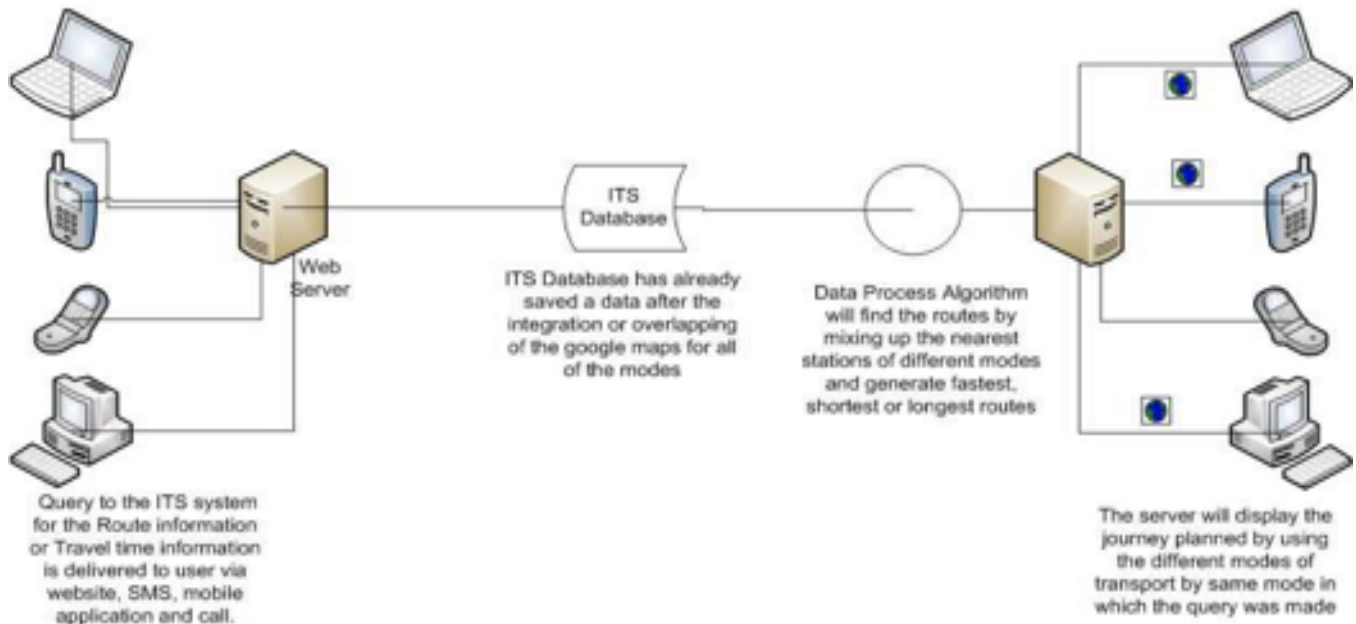 Web
Server
ITS
Database
ITS Database has already
saved a data after the
integration or overlapping
of the google maps for all
of the modes
Data Process Algorithm
will find the routes by
mixing up the nearest
stations of different modes
and generate fastest,
shortest or longest routes
Query to the ITS system
for the Route information
or Travel time information
is delivered to user via
website, SMS, mobile
application and call.
The server will display the
journey planned by using
the different modes of
transport by same mode in
which the query was made